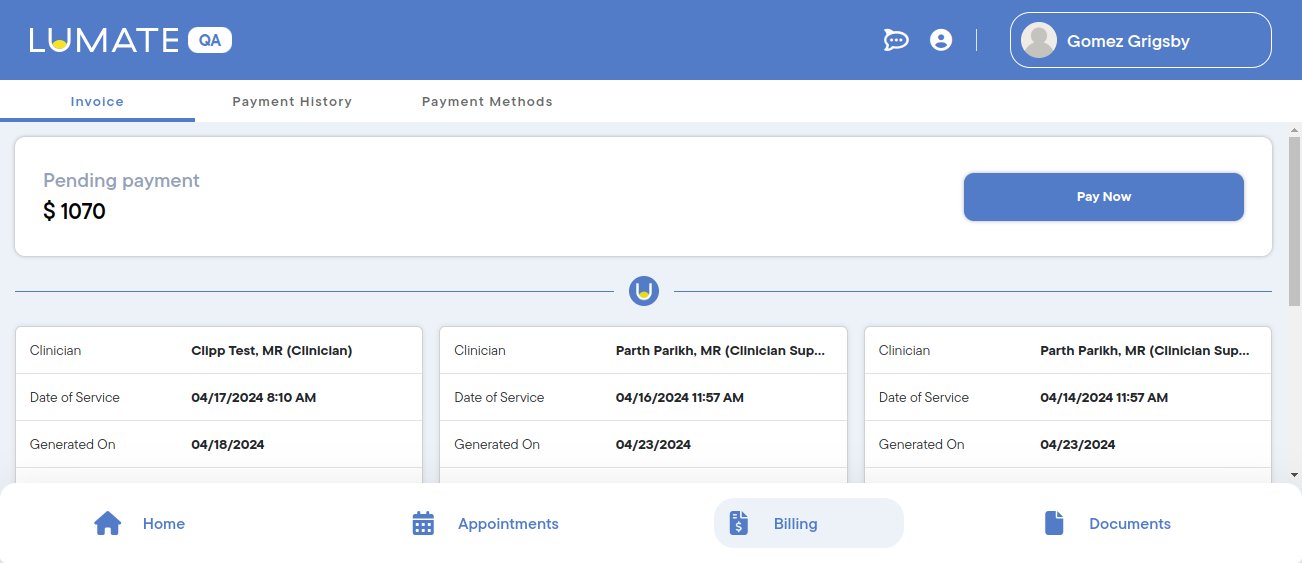 LUMATE QA
Gomez Grigsby
Invoice Payment History Payment Methods
Pending payment
$ 1070
Pay Now
Clinician Clipp Test, MR (Clinician)
Date of Service 04/17/2024 8:10 AM
Generated On 04/18/2024
Clinician Parth Parikh, MR (Clinician Sup...
Date of Service 04/16/2024 11:57 AM
Generated On 04/23/2024
Clinician Parth Parikh, MR (Clinician Sup...
Date of Service 04/14/2024 11:57 AM
Generated On 04/23/2024
Home Appointments Billing Documents